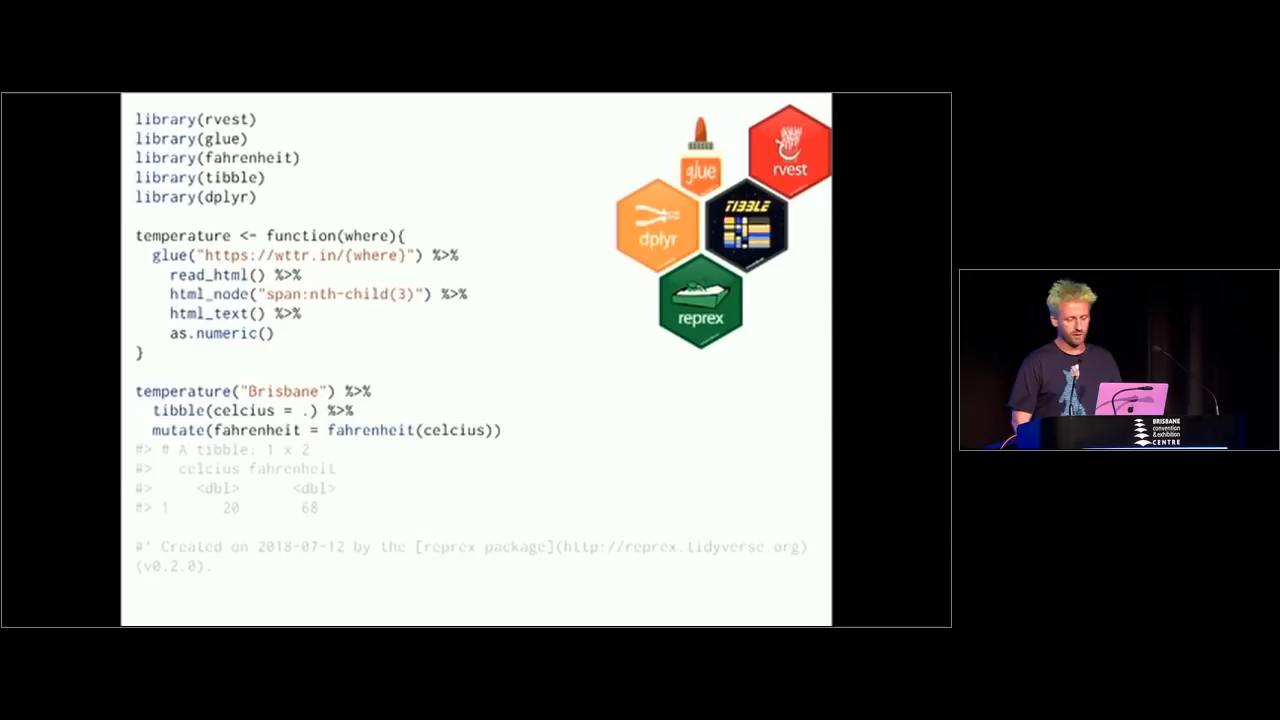 library(rvest)
library(glue)
library(fahrenheit)
library(tibble)
library(dplyr)
temperature <- function(where){
  glue("https://wttr.in/{where}") %>%
    read_html() %>%
    html_node("span:nth-child(3)") %>%
    html_text() %>%
    as.numeric()
}
temperature("Brisbane") %>%
  tibble(celcius = .) %>%
  mutate(fahrenheit = fahrenheit(celcius))
#> # A tibble: 1 x 2
#>   celcius fahrenheit
#>     <dbl>      <dbl>
#> 1      20       68
#' Created on 2018-07-12 by the [reprex package](http://reprex.tidyverse.org)
(v0.2.0).
glue
rvest
dplyr
TIBBLE
reprex
BRISBANE
convention
& exhibition
CENTRE